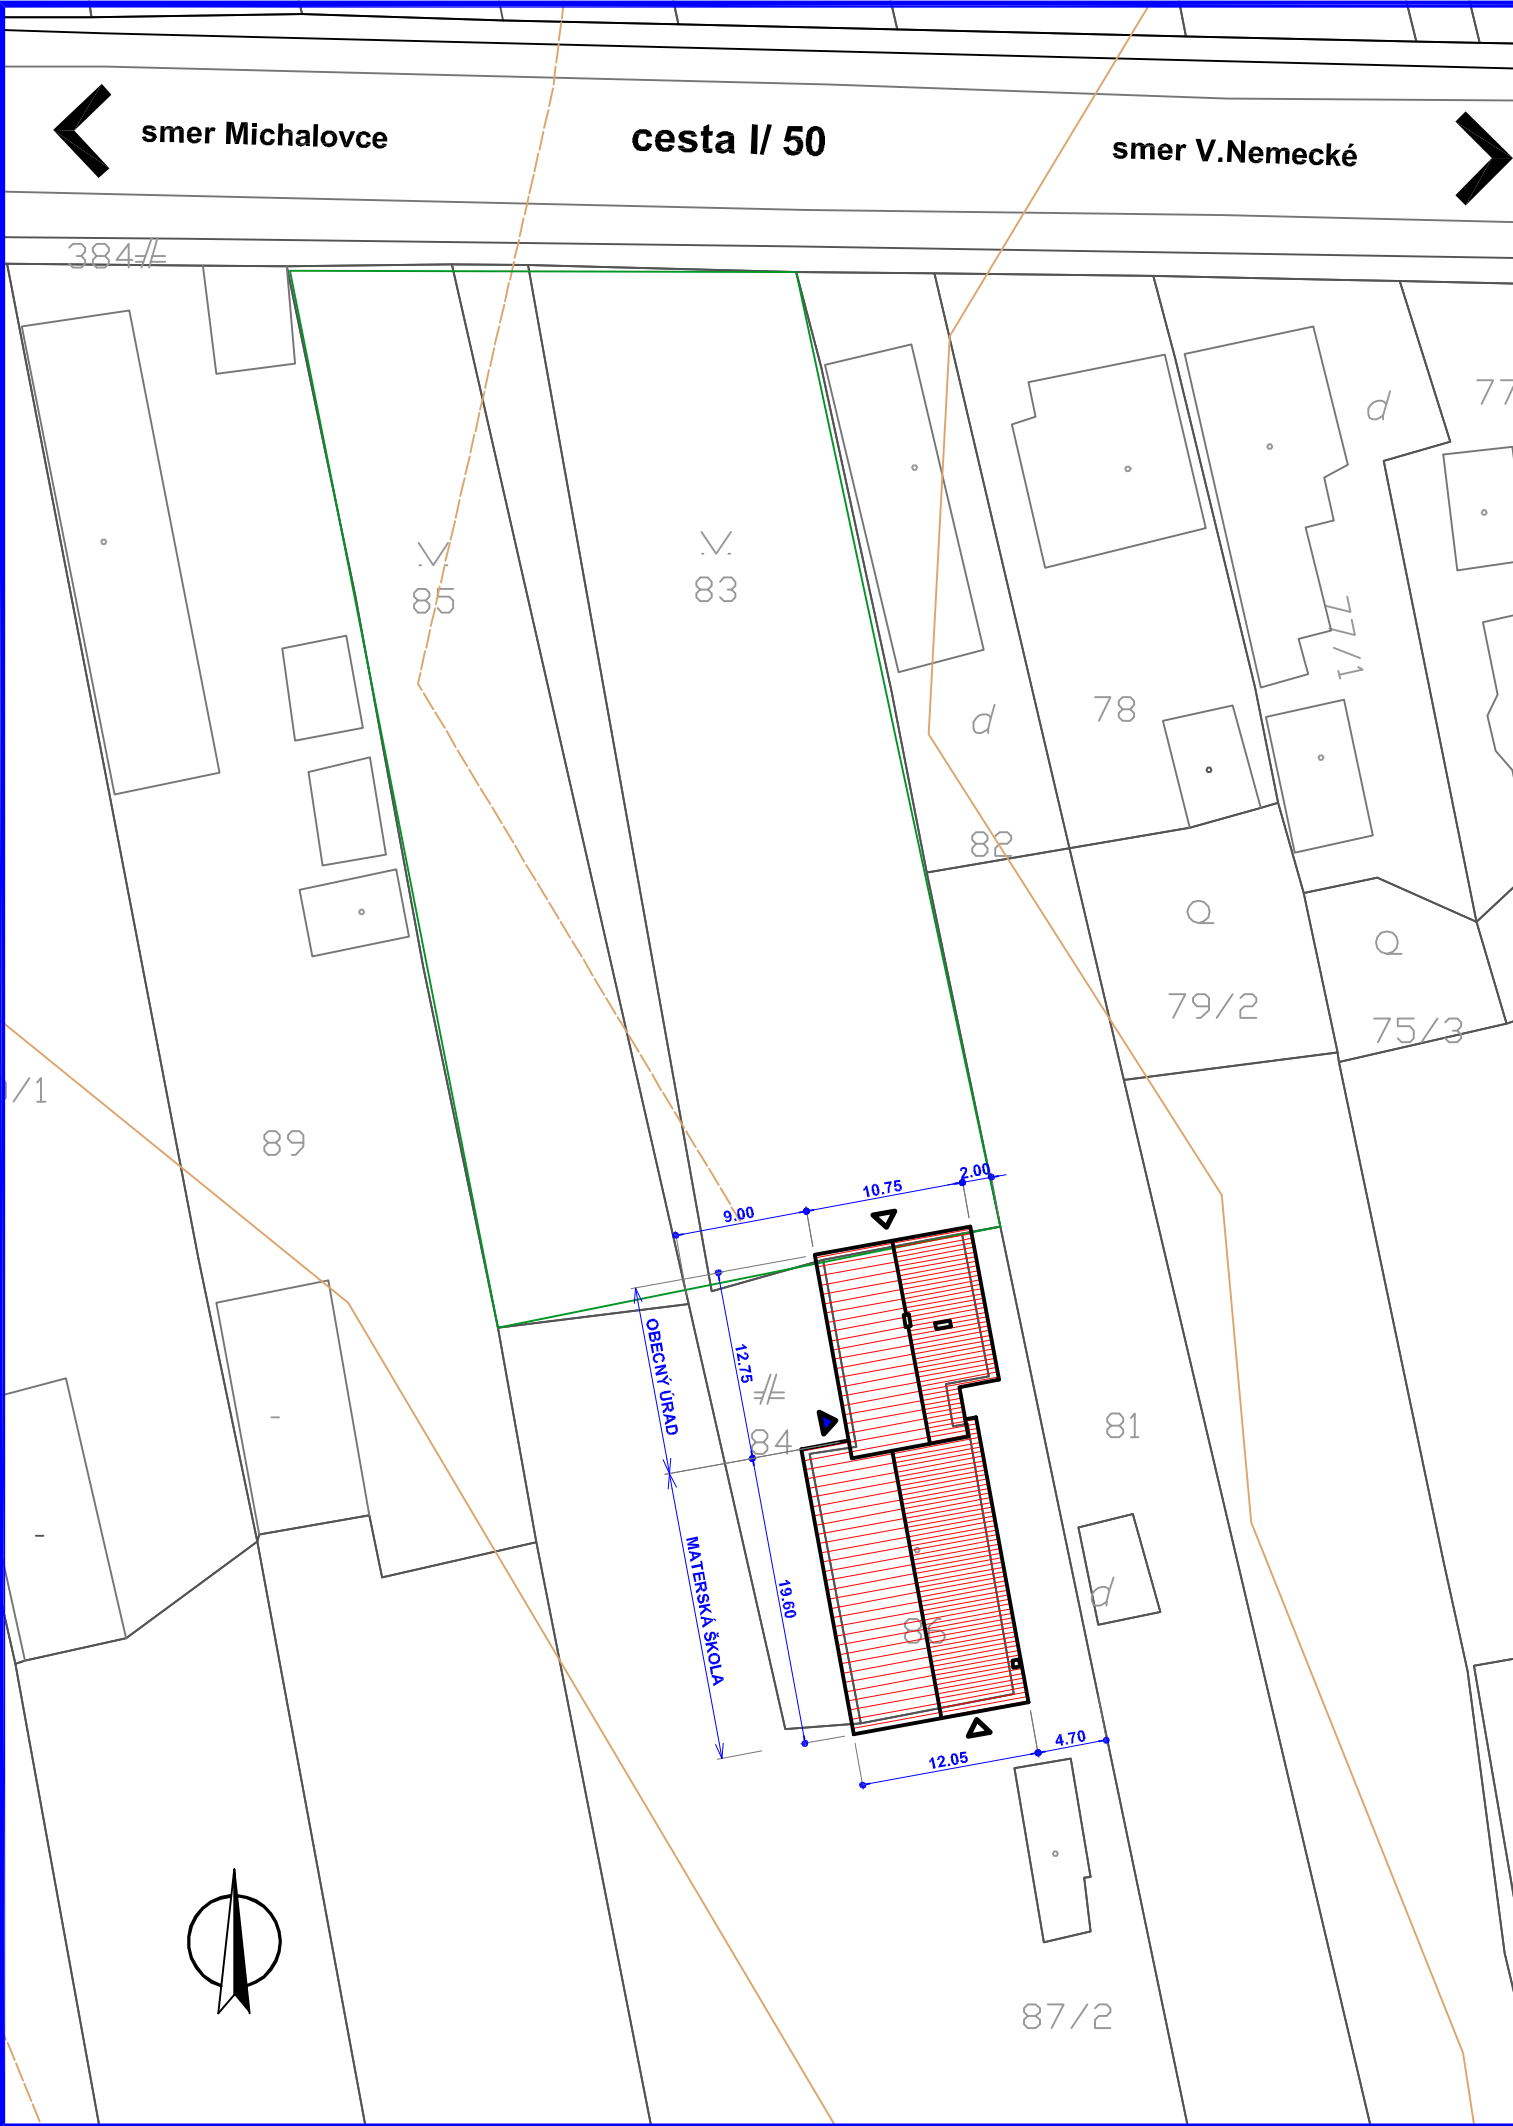 smer Michalovce
cesta I/ 50
smer V.Nemecké
384
d
77
85
83
77/1
d
78
82
Q
79/2
Q
75/3
/1
89
2.00
10.75
9.00
OBECNÝ ÚRAD
12.75
84
81
MATERSKÁ ŠKOLA
19.60
86
d
12.05
4.70
87/2